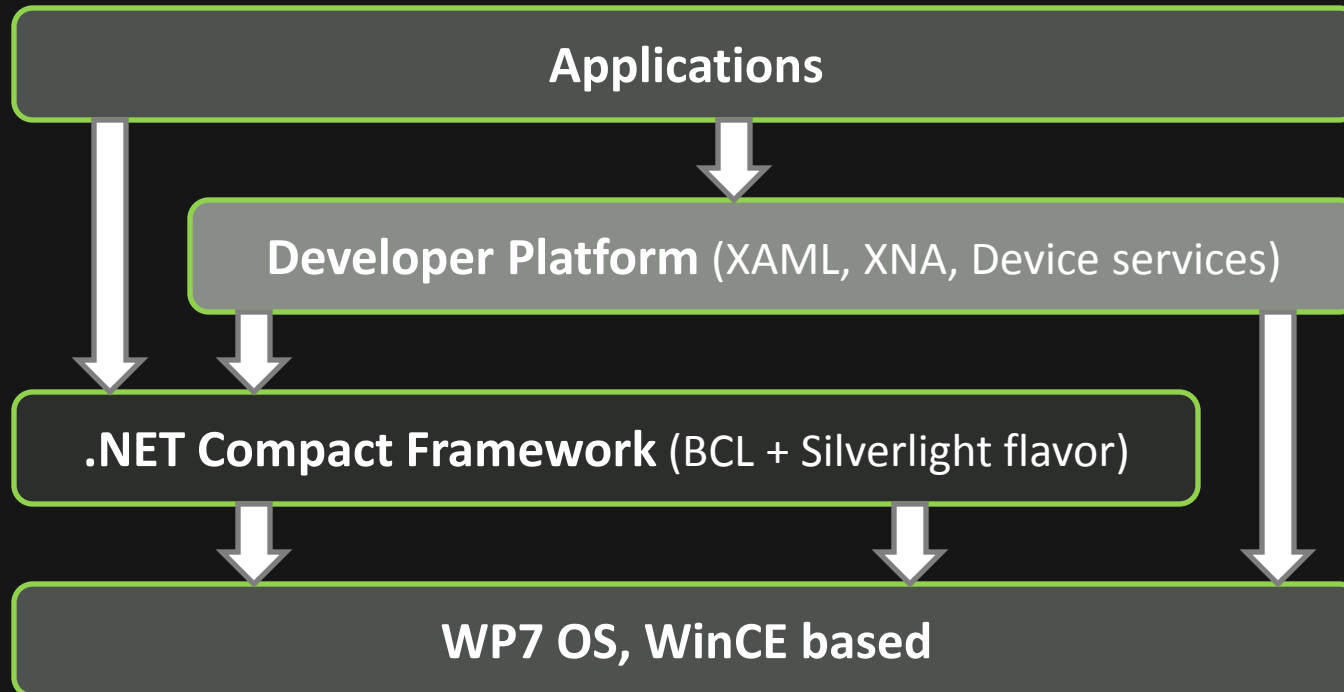 Applications
Developer Platform (XAML, XNA, Device services)
.NET Compact Framework (BCL + Silverlight flavor)
WP7 OS, WinCE based